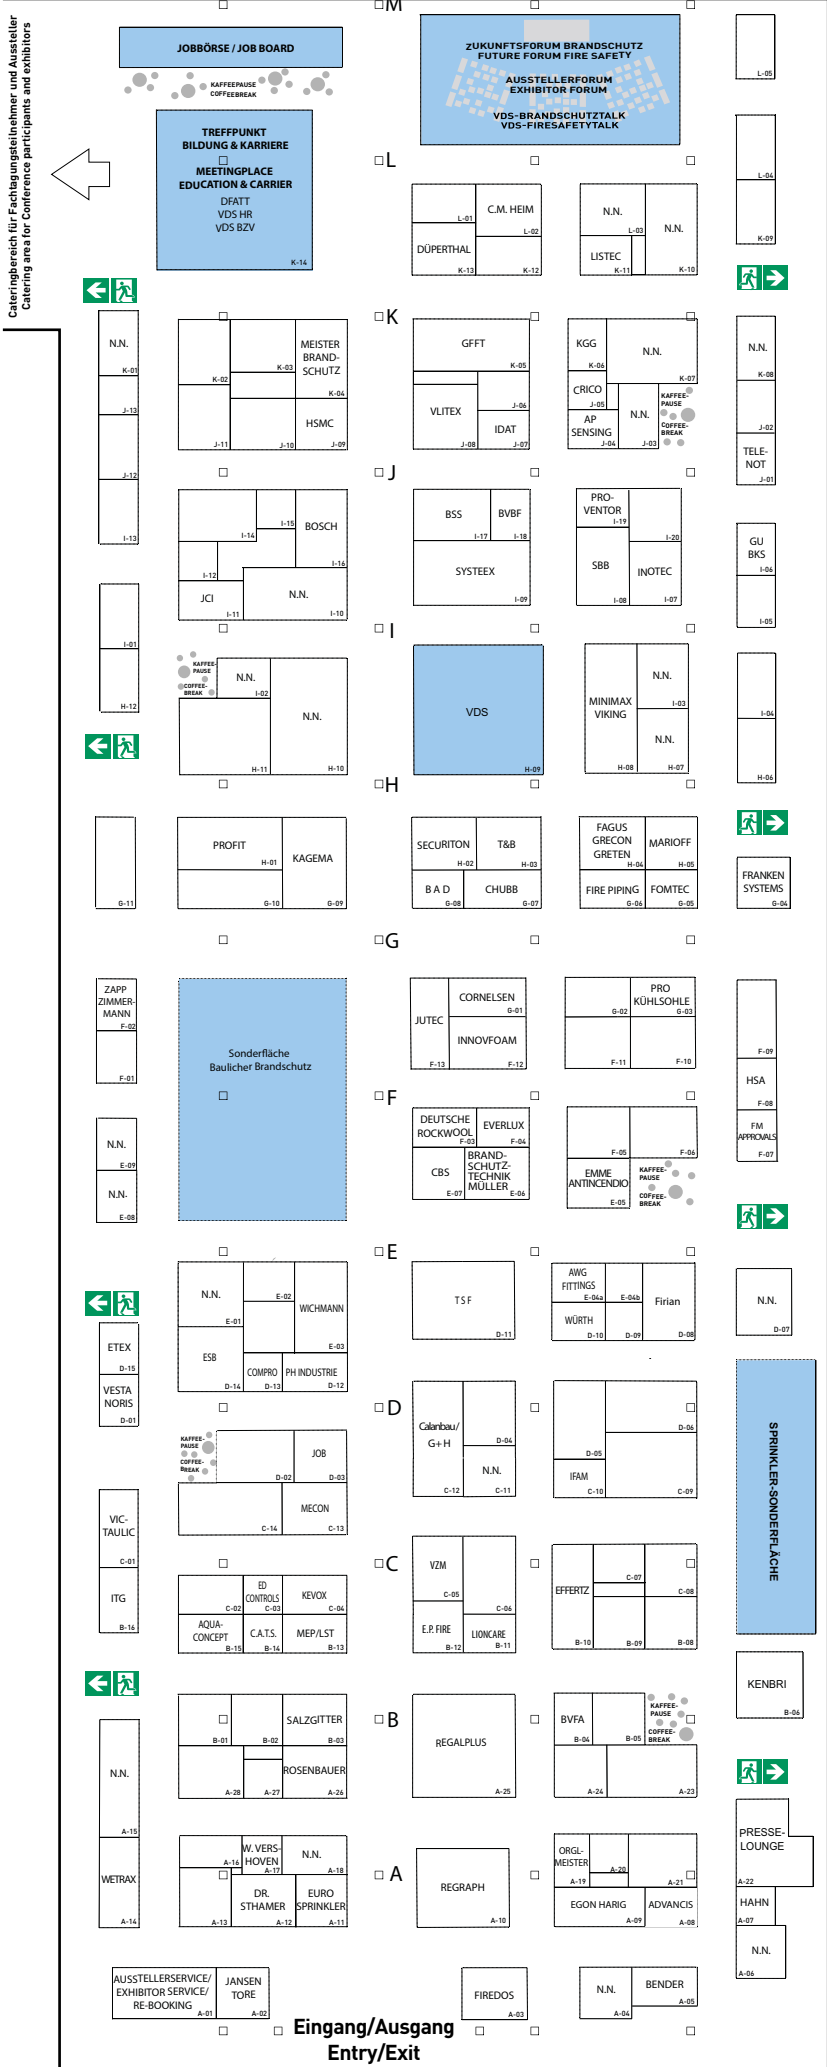 M
JOBBÖRSE / JOB BOARD
KAFFEEPAUSE
COFFEEBREAK
ZUKUNFTSFORUM BRANDSCHUTZ
FUTURE FORUM FIRE SAFETY
AUSSTELLERFORUM
EXHIBITOR FORUM
VDS-BRANDSCHUTZTALK
VDS-FIRESAFETYTALK
L-05
Cateringbereich für Fachtagungsteilnehmer und Aussteller
Catering area for Conference participants and exhibitors
TREFFPUNKT
BILDUNG & KARRIERE
MEETINGPLACE
EDUCATION & CARRIER
DFATT
VDS HR
VDS BZV
K-14
L
L-04
K-09
L-01
C.M. HEIM
L-02
DÜPERTHAL
K-13
K-12
N.N.
L-03
LISTEC
K-11
N.N.
K-10
K
N.N.
K-01
J-13
J-12
I-13
K-02
K-03
MEISTER
BRAND-
SCHUTZ
K-04
J-11
J-10
HSMC
J-09
GFFT
K-05
VLITEX
J-08
J-06
IDAT
J-07
KGG
K-06
N.N.
K-07
CRICO
J-05
AP
SENSING
J-04
N.N.
J-03
KAFFEE-
PAUSE
COFFEE-
BREAK
N.N.
K-08
J-02
TELE-
NOT
J-01
J
I-14
I-15
BOSCH
I-16
I-12
JCI
I-11
N.N.
I-10
BSS
I-17
BVBF
I-18
SYSTEEX
I-09
PRO-
VENTOR
I-19
I-20
SBB
I-08
INOTEC
I-07
GU
BKS
I-06
I-05
I
I-01
H-12
KAFFEE-
PAUSE
COFFEE-
BREAK
N.N.
I-02
H-11
N.N.
H-10
VDS
H-09
MINIMAX
VIKING
H-08
N.N.
I-03
N.N.
H-07
I-04
H-06
H
G-11
PROFIT
H-01
G-10
KAGEMA
G-09
SECURITON
H-02
T&B
H-03
B A D
G-08
CHUBB
G-07
FAGUS
GRECON
GRETEN
H-04
MARIOFF
H-05
FIRE PIPING
G-06
FOMTEC
G-05
FRANKEN
SYSTEMS
G-04
G
ZAPP
ZIMMER-
MANN
F-02
F-01
Sonderfläche
Baulicher Brandschutz
JUTEC
F-13
CORNELSEN
G-01
INNOVFOAM
F-12
G-02
PRO
KÜHLSOHLE
G-03
F-11
F-10
F-09
HSA
F-08
FM
APPROVALS
F-07
F
N.N.
E-09
N.N.
E-08
DEUTSCHE
ROCKWOOL
F-03
EVERLUX
F-04
CBS
E-07
BRAND-
SCHUTZ-
TECHNIK
MÜLLER
E-06
F-05
F-06
EMME
ANTINCENDIO
E-05
KAFFEE-
PAUSE
COFFEE-
BREAK
E
N.N.
E-01
E-02
WICHMANN
E-03
ESB
D-14
COMPRO
D-13
PH INDUSTRIE
D-12
T S F
D-11
AWG
FITTINGS
E-04a
E-04b
WÜRTH
D-10
D-09
Firian
D-08
N.N.
D-07
ETEX
D-15
VESTA
NORIS
D-01
D
KAFFEE-
PAUSE
COFFEE-
BREAK
D-02
JOB
D-03
C-14
MECON
C-13
Calanbau/
G+H
C-12
D-04
N.N.
C-11
D-05
D-06
IFAM
C-10
C-09
SPRINKLER-SONDERFLÄCHE
VIC-
TAULIC
C-01
ITG
B-16
C
C-02
ED
CONTROLS
C-03
KEVOX
C-04
AQUA-
CONCEPT
B-15
C.A.T.S.
B-14
MEP/LST
B-13
VZM
C-05
C-06
E.P. FIRE
B-12
LIONCARE
B-11
EFFERTZ
B-10
C-07
C-08
B-09
B-08
KENBRI
B-06
B
B-01
B-02
SALZGITTER
B-03
A-28
A-27
ROSENBAUER
A-26
REGALPLUS
A-25
BVFA
B-04
B-05
KAFFEE-
PAUSE
COFFEE-
BREAK
A-24
A-23
N.N.
A-15
WETRAX
A-14
A
A-16
W. VERS-
HOVEN
A-17
N.N.
A-18
A-13
DR.
STHAMER
A-12
EURO
SPRINKLER
A-11
REGRAPH
A-10
ORGL-
MEISTER
A-19
A-20
A-21
EGON HARIG
A-09
ADVANCIS
A-08
PRESSE-
LOUNGE
A-22
HAHN
A-07
N.N.
A-06
AUSSTELLERSERVICE/
EXHIBITOR SERVICE/
RE-BOOKING
A-01
JANSEN
TORE
A-02
FIREDOS
A-03
N.N.
A-04
BENDER
A-05
Eingang/Ausgang
Entry/Exit